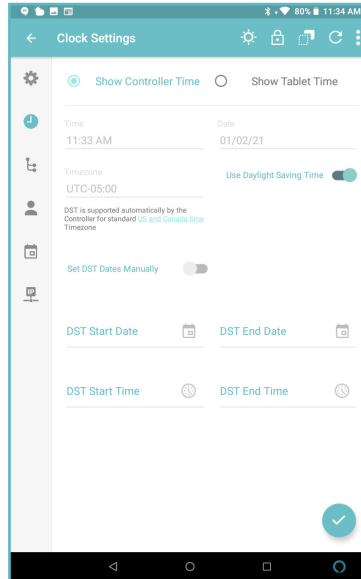 80% 11:34 AM
Clock Settings
Show Controller Time Show Tablet Time
Time Date
11:33 AM 01/02/21
Timezone
UTC-05:00 Use Daylight Saving Time
DST is supported automatically by the
Controller for standard US and Canada time
Timezone
Set DST Dates Manually
DST Start Date DST End Date
DST Start Time DST End Time
IP